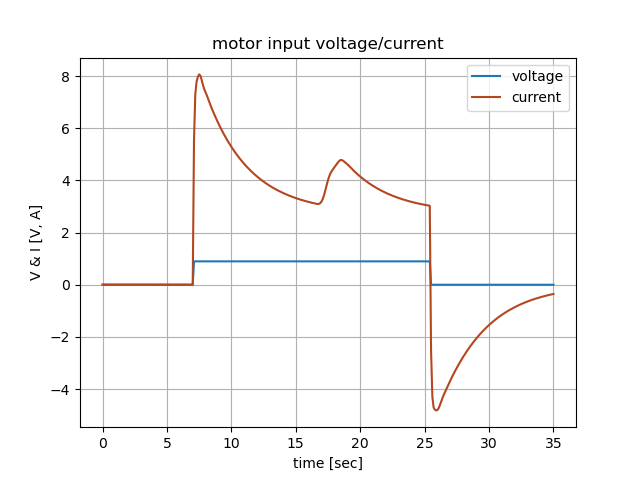 motor input voltage/current
voltage
current
V & I [V, A]
8
6
4
2
0
−2
−4
0 5 10 15 20 25 30 35
time [sec]